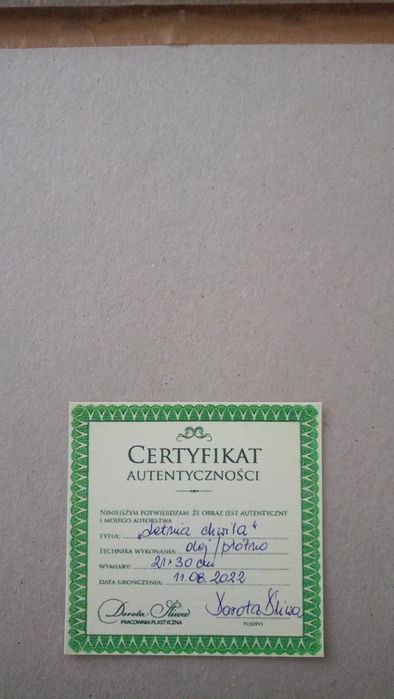 CERTYFIKAT
AUTENTYCZNOŚCI
NINIEJSZYM POTWIERDZAM, ŻE OBRAZ JEST AUTENTYCZNY
I MOJEGO AUTORSTWA
TYTUŁ: „Letnia chwila"
TECHNIKA WYKONANIA: olej/płótno
WYMIARY: 21×30 cm
DATA UKOŃCZENIA: 11.08.2022
Dorota Śliwa Dorota Śliwa
PRACOWNIA PLASTYCZNA PODPIS